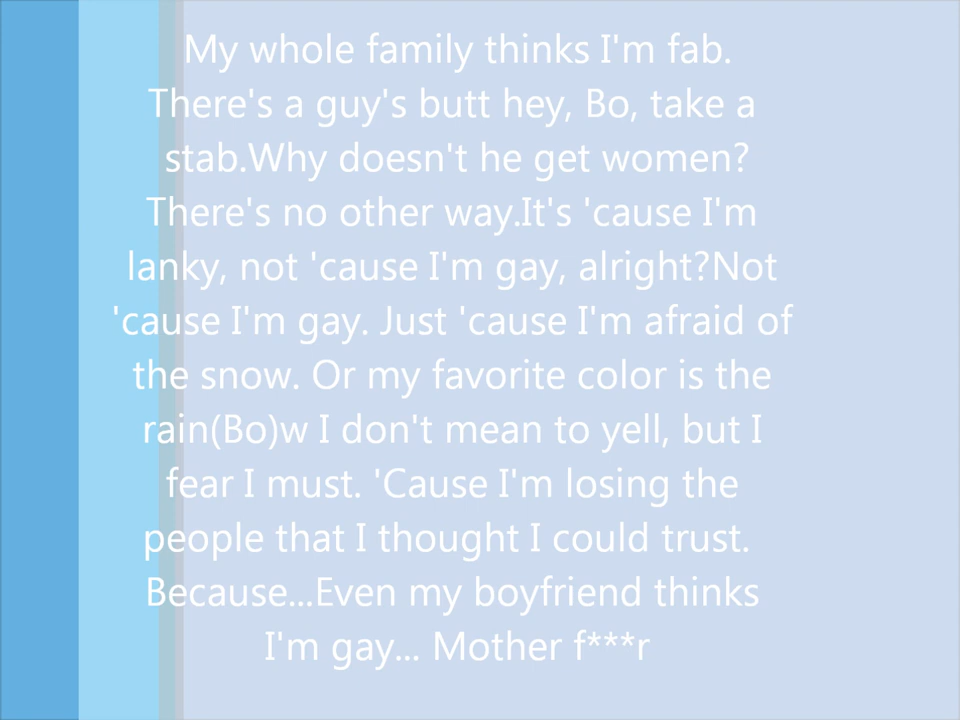 My whole family thinks I'm fab.
There's a guy's butt hey, Bo, take a
stab.Why doesn't he get women?
There's no other way.It's 'cause I'm
lanky, not 'cause I'm gay, alright?Not
'cause I'm gay. Just 'cause I'm afraid of
the snow. Or my favorite color is the
rain(Bo)w I don't mean to yell, but I
fear I must. 'Cause I'm losing the
people that I thought I could trust.
Because...Even my boyfriend thinks
I'm gay... Mother f***r